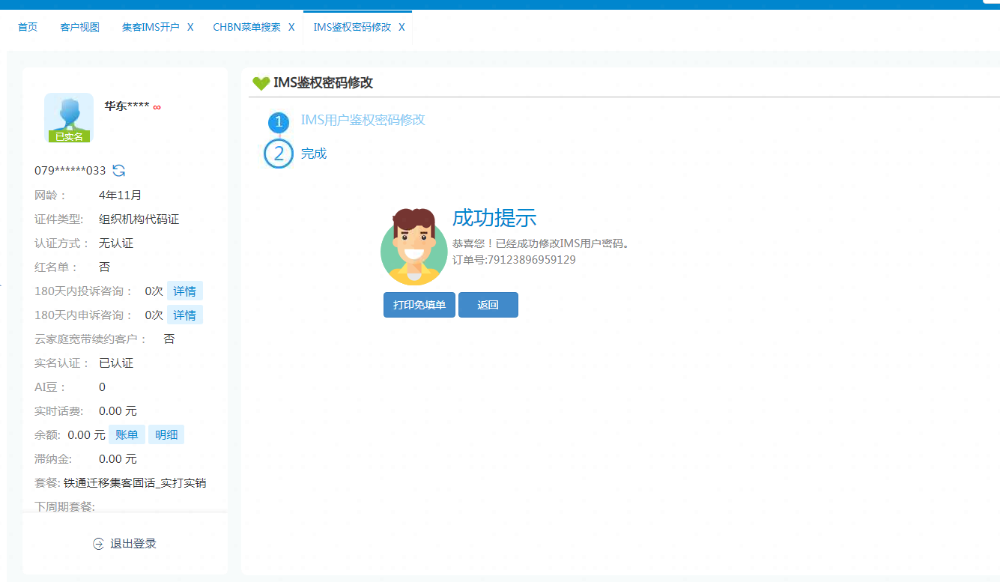 首页 客户视图 集客IMS开户 X CHBN菜单搜索 X IMS鉴权密码修改 X
华东**** ∞
已实名
079******033
网龄： 4年11月
证件类型: 组织机构代码证
认证方式： 无认证
红名单： 否
180天内投诉咨询： 0次 详情
180天内申诉咨询： 0次 详情
云家庭宽带续约客户： 否
实名认证： 已认证
AI豆： 0
实时话费: 0.00 元
余额: 0.00 元 账单 明细
滞纳金: 0.00 元
套餐: 铁通迁移集客固话_实打实销
下周期套餐:
退出登录
IMS鉴权密码修改
1 IMS用户鉴权密码修改
2 完成
成功提示
恭喜您！已经成功修改IMS用户密码。
订单号:79123896959129
打印免填单 返回